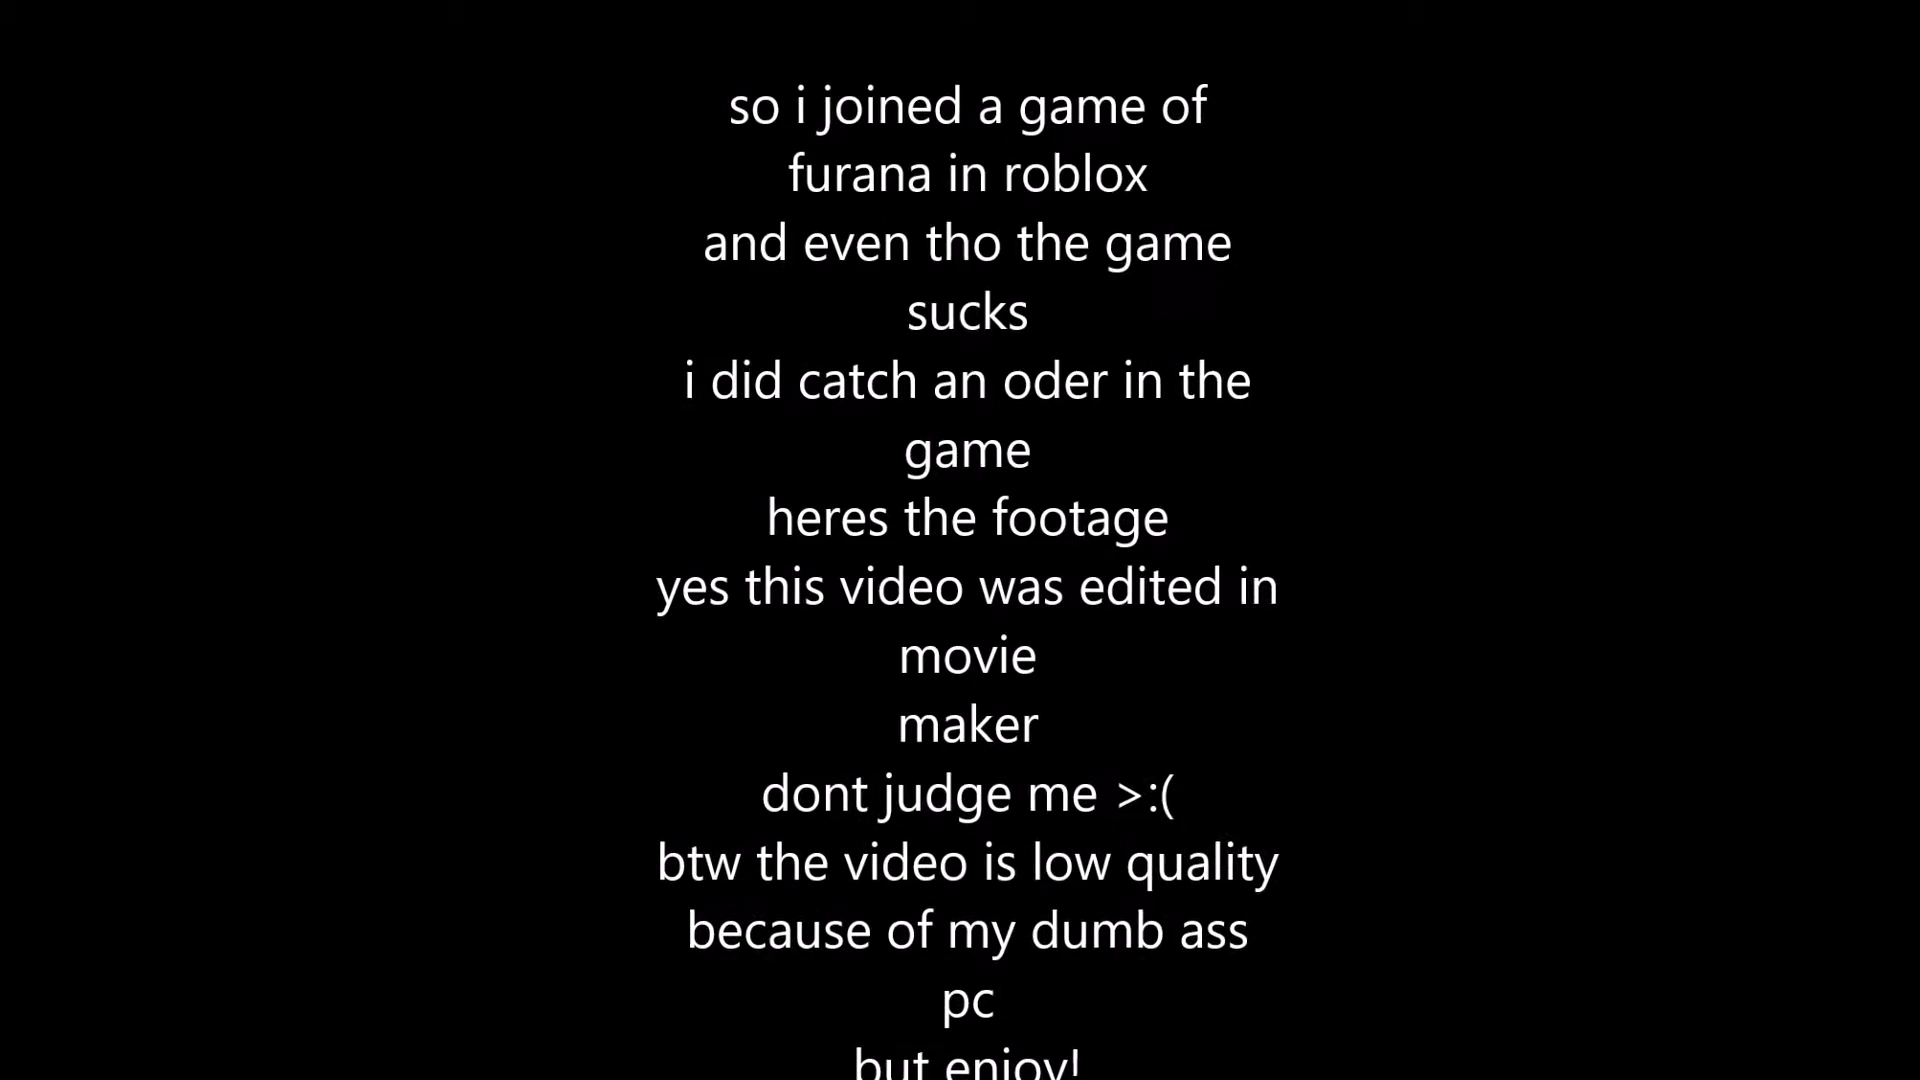 so i joined a game of
furana in roblox
and even tho the game
sucks
i did catch an oder in the
game
heres the footage
yes this video was edited in
movie
maker
dont judge me >:(
btw the video is low quality
because of my dumb ass
pc
but enjoy!